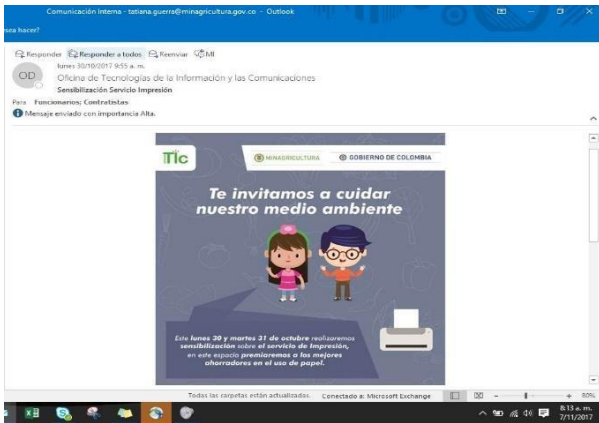 Comunicación Interna - tatiana.guerra@minagricultura.gov.co - Outlook
sea hacer?
Responder Responder a todos Reenviar MI
lunes 30/10/2017 9:55 a. m.
OD
Oficina de Tecnologías de la Información y las Comunicaciones
Sensibilización Servicio Impresión
Para Funcionarios; Contratistas
Mensaje enviado con importancia Alta.
Tic MINAGRICULTURA GOBIERNO DE COLOMBIA
Te invitamos a cuidar
nuestro medio ambiente
Este lunes 30 y martes 31 de octubre realizaremos
sensibilización sobre el servicio de Impresión,
en este espacio premiaremos a los mejores
ahorradores en el uso de papel.
Todas las carpetas están actualizadas. Conectado a: Microsoft Exchange 80%
8:13 a. m.
7/11/2017